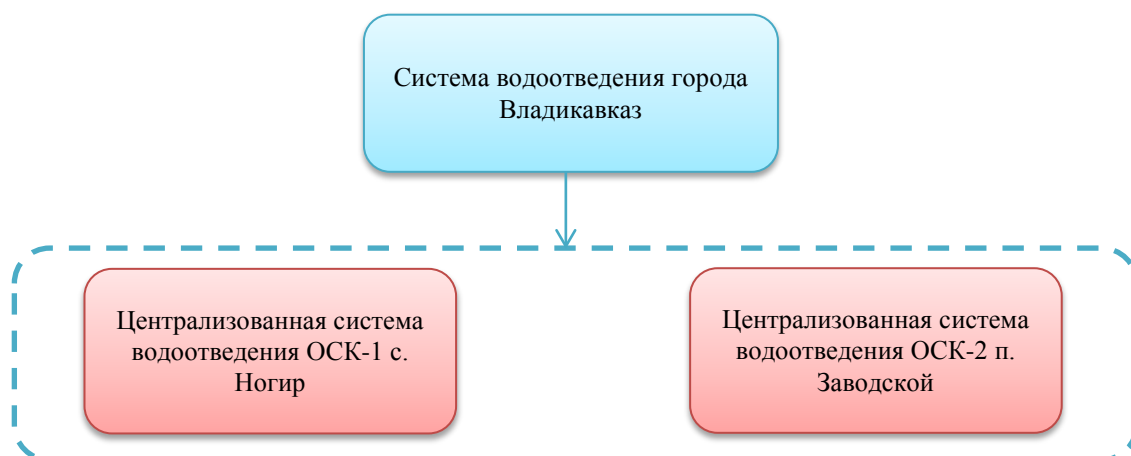 Система водоотведения города
Владикавказ
Централизованная система
водоотведения ОСК-1 с.
Ногир
Централизованная система
водоотведения ОСК-2 п.
Заводской